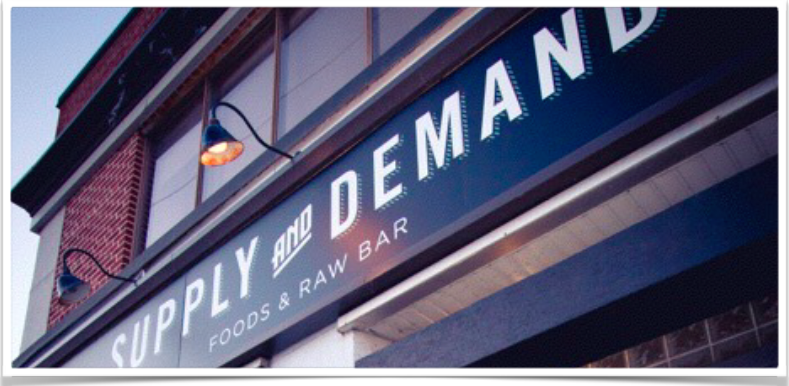 SUPPLY AND DEMAND
FOODS & RAW BAR